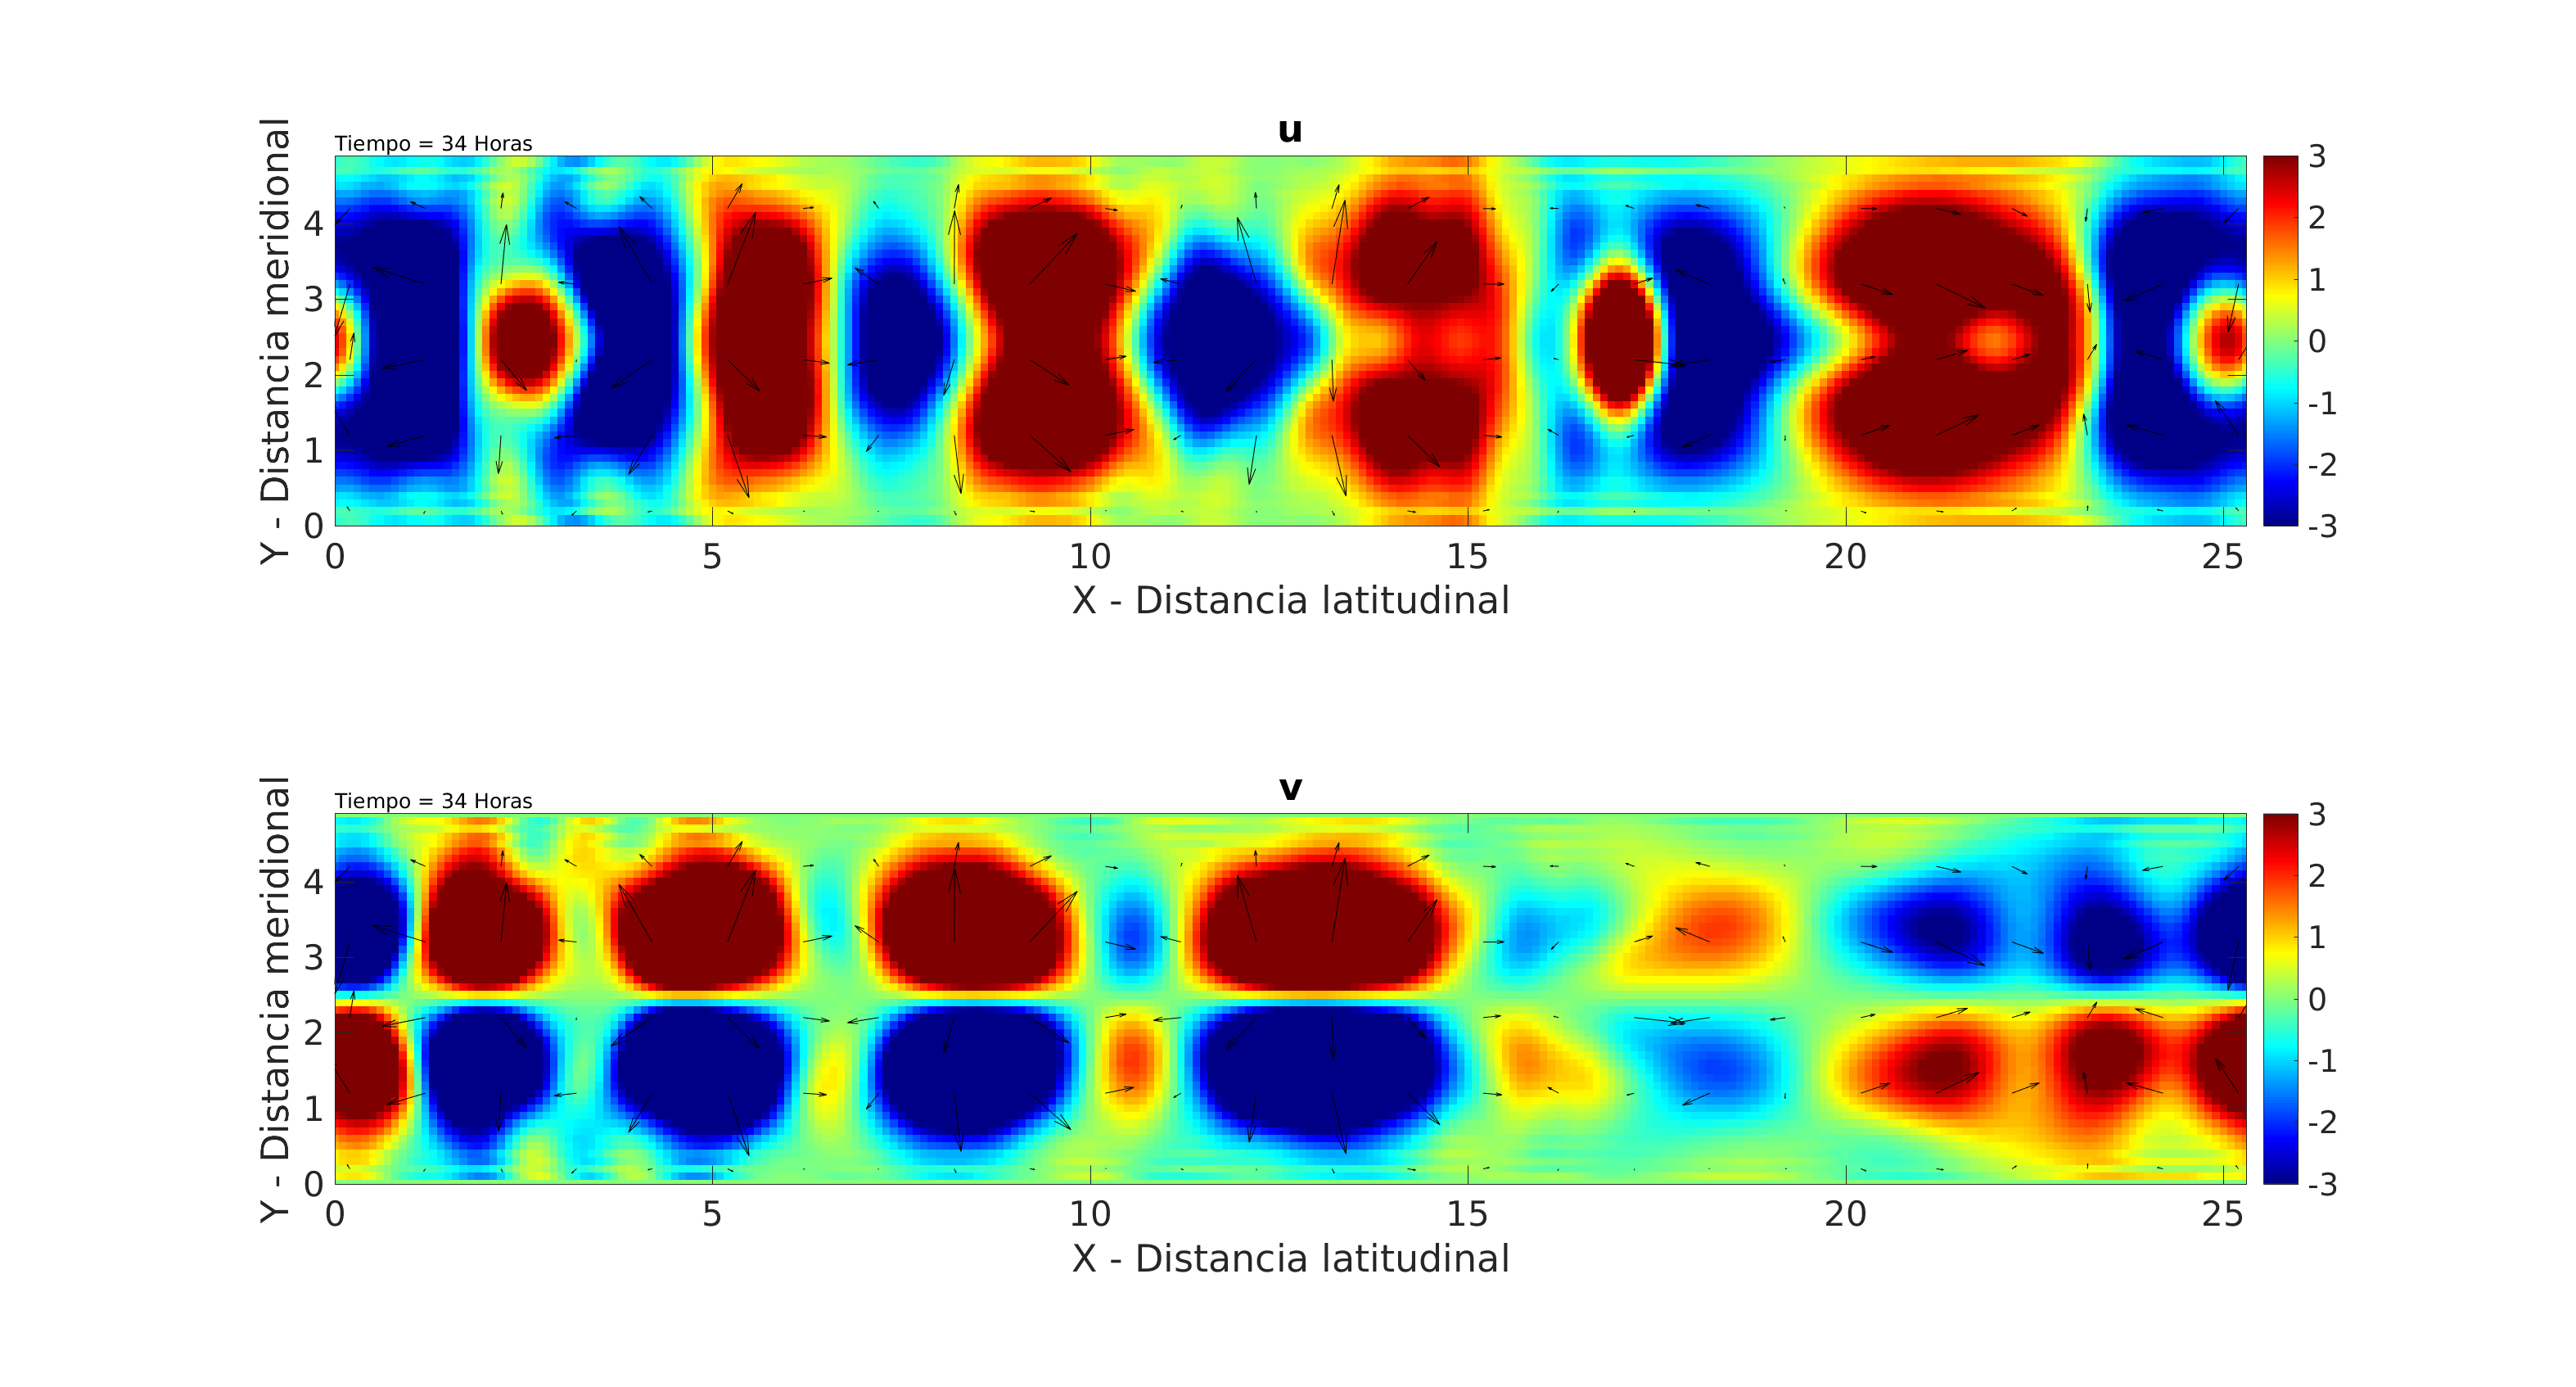 u
Tiempo = 34 Horas
3
2
1
0
-1
-2
-3
4
3
2
1
0
Y - Distancia meridional
0 5 10 15 20 25
X - Distancia latitudinal
v
Tiempo = 34 Horas
3
2
1
0
-1
-2
-3
4
3
2
1
0
Y - Distancia meridional
0 5 10 15 20 25
X - Distancia latitudinal